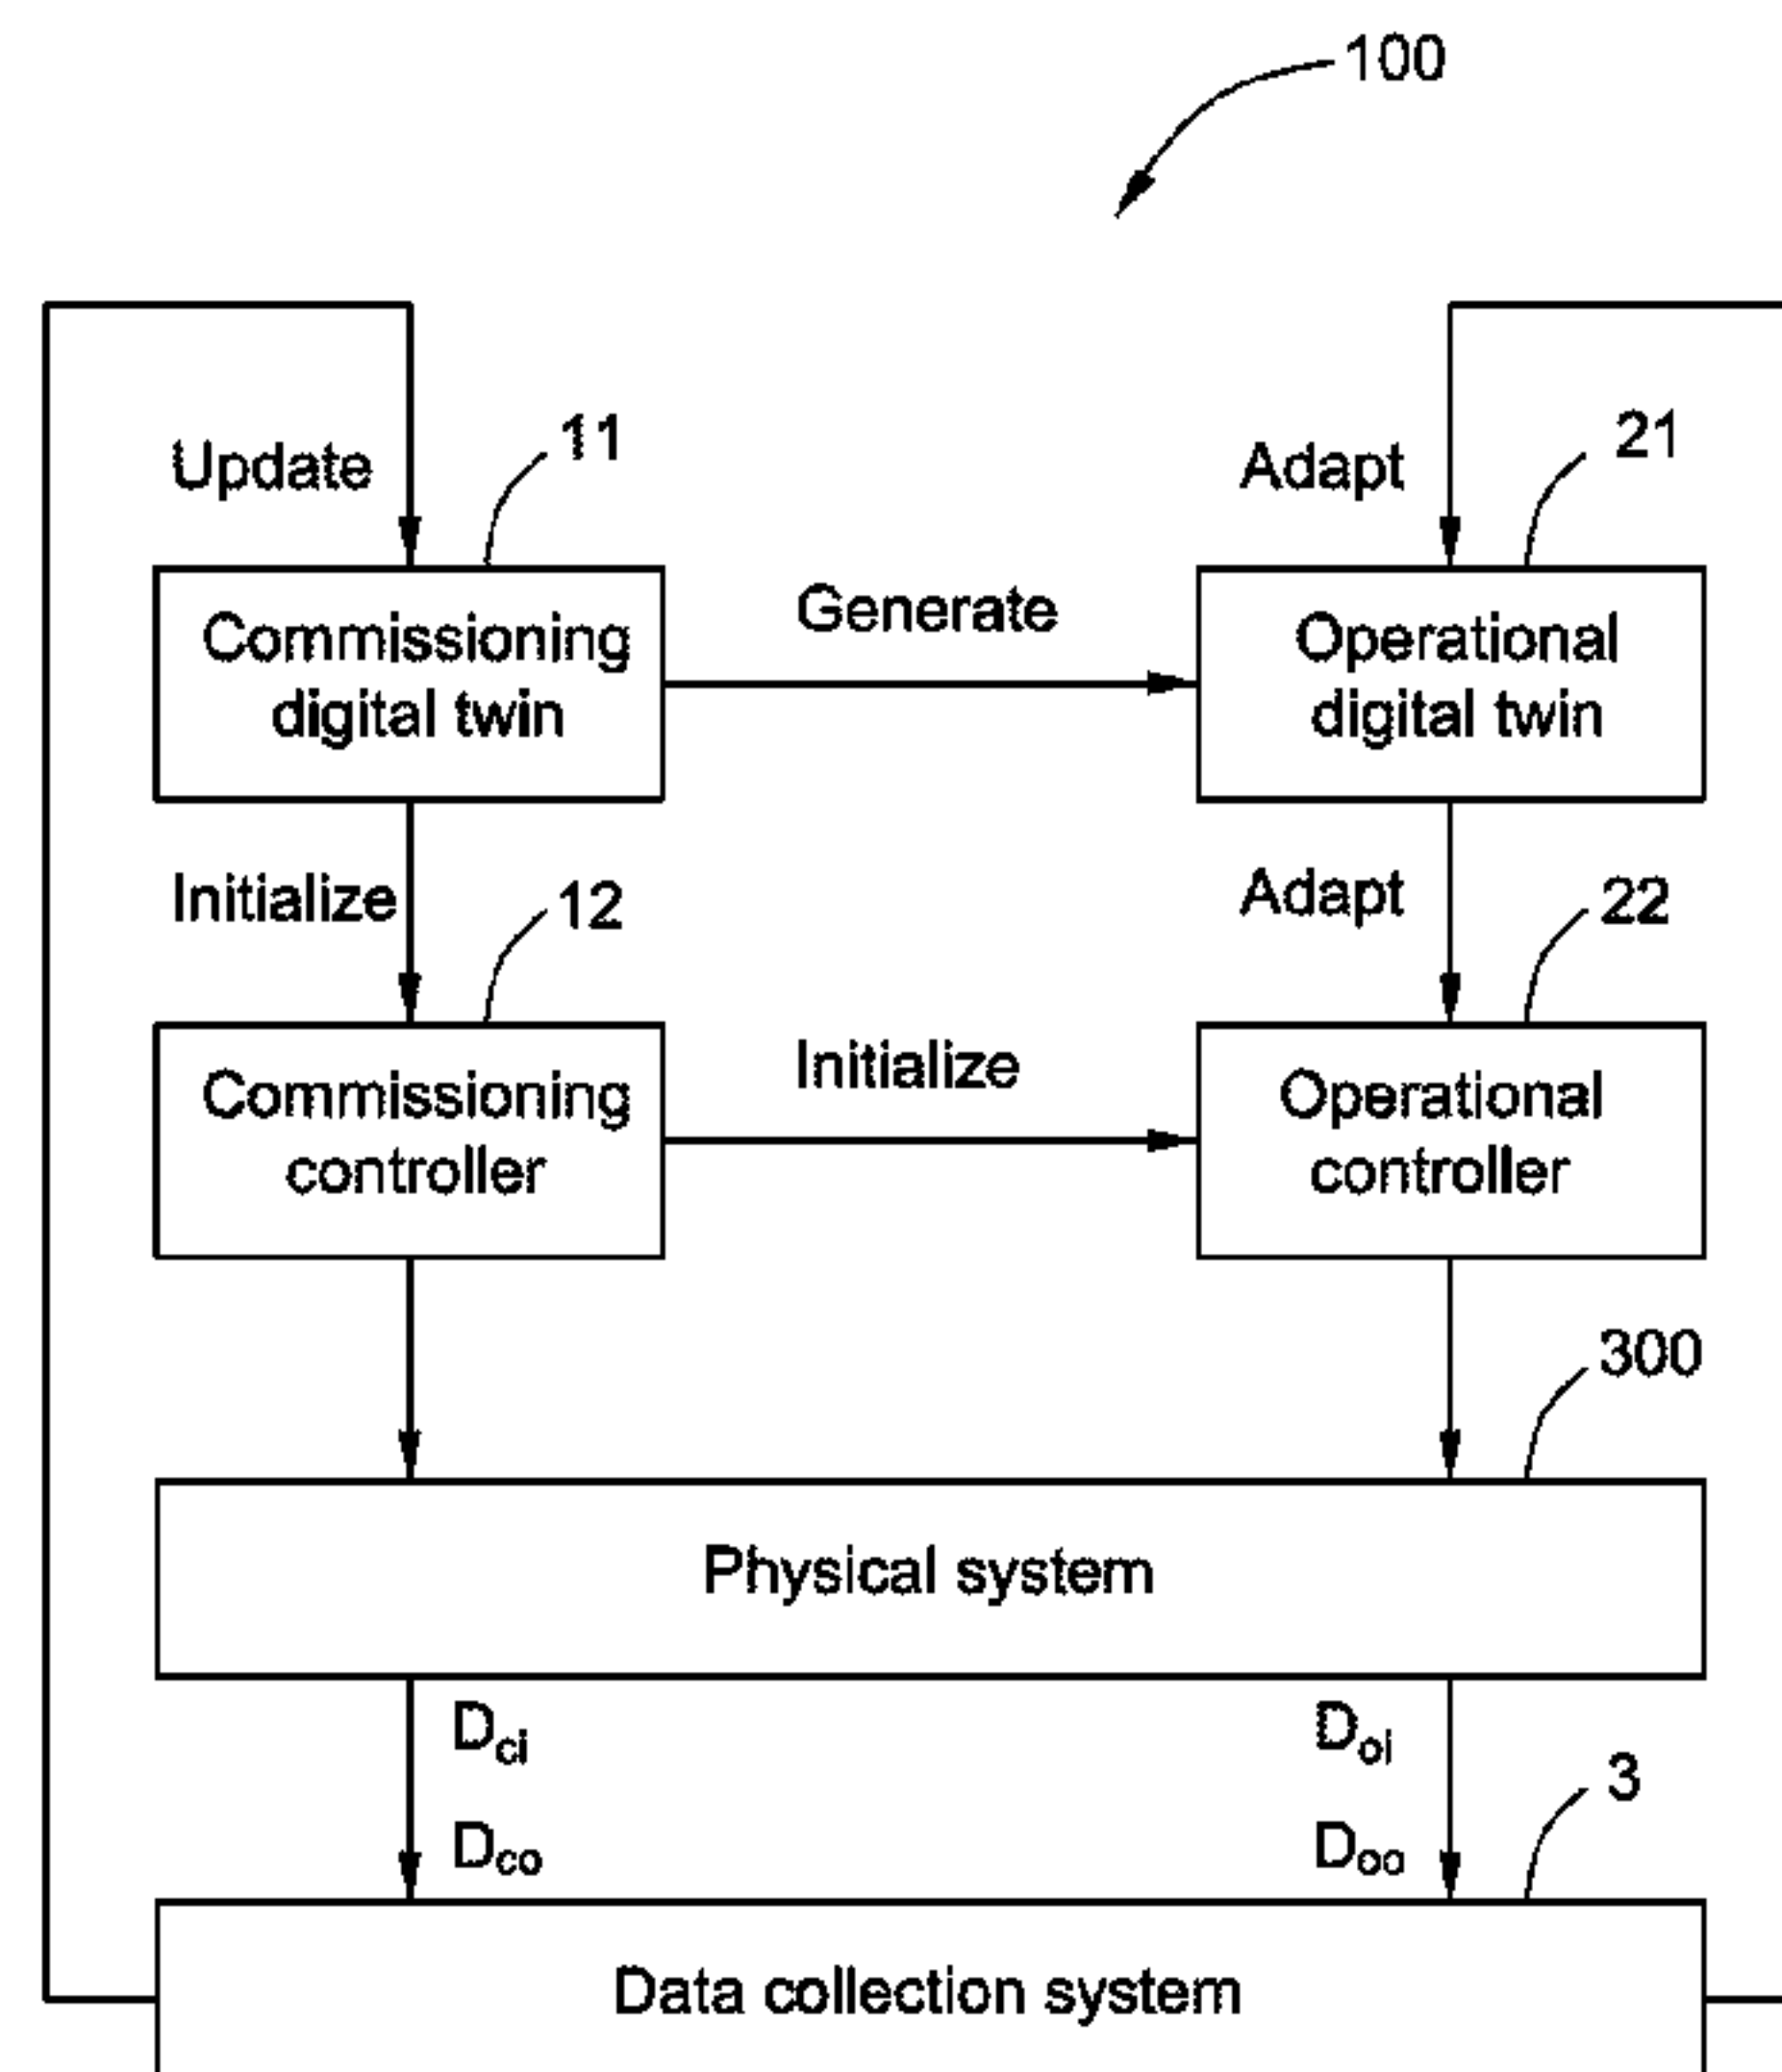 100
Update
11
Adapt
21
Commissioning
digital twin
Generate
Operational
digital twin
Initialize
12
Adapt
22
Commissioning
controller
Initialize
Operational
controller
300
Physical system
Dci
Doi
3
Dco
Doo
Data collection system